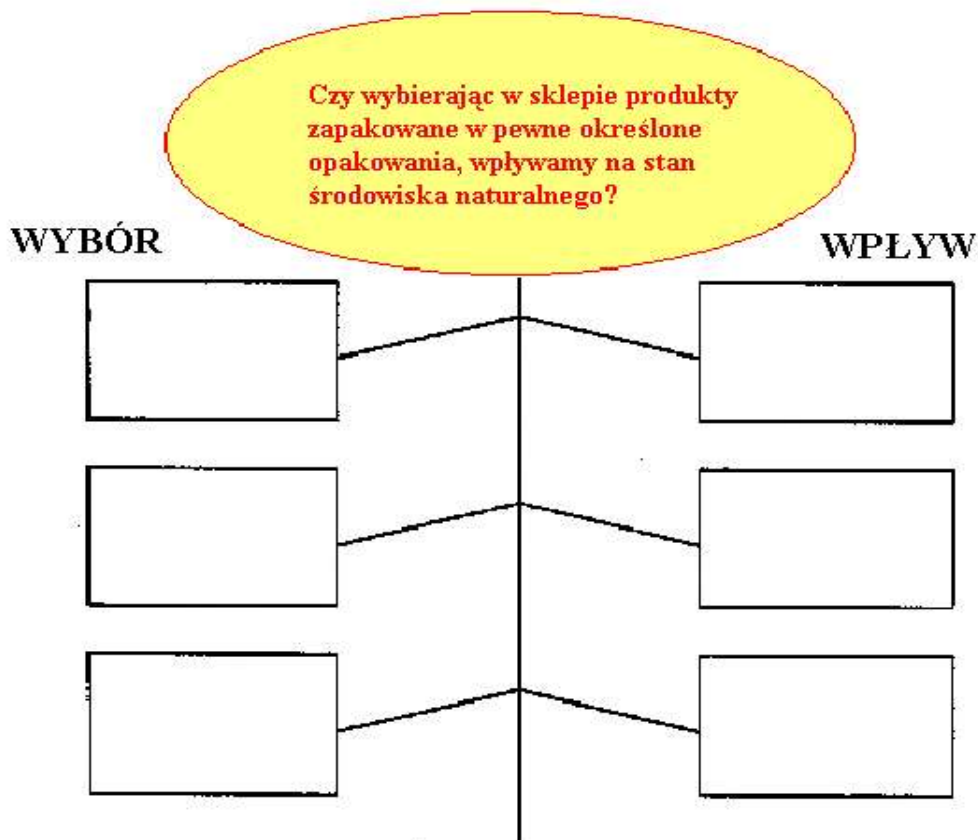 Czy wybierając w sklepie produkty
zapakowane w pewne określone
opakowania, wpływamy na stan
środowiska naturalnego?
WYBÓR
WPŁYW